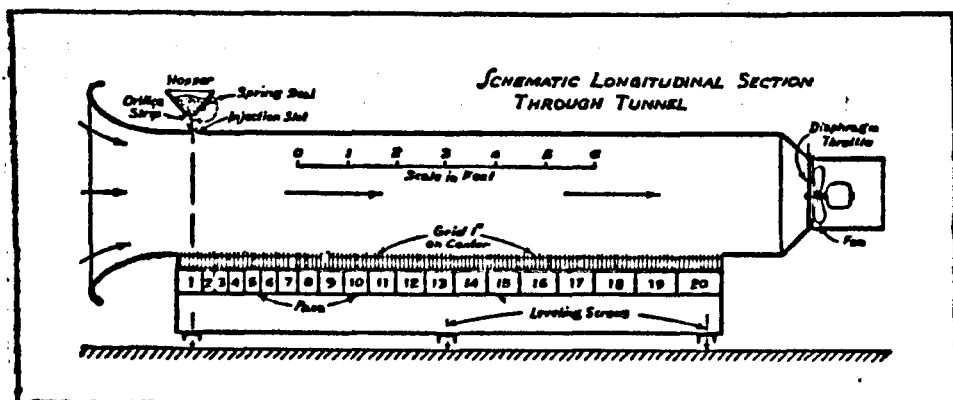 Schematic Longitudinal Section
Through Tunnel
Hopper
Spring Seal
Orifice
Strip
Injection Slot
Diaphragm
Throttle
0 1 2 3 4 5 6
Scale in Feet
Grid 1"
on Center
Fan
1 2 3 4 5 6 7 8 9 10 11 12 13 14 15 16 17 18 19 20
Pans
Leveling Screws